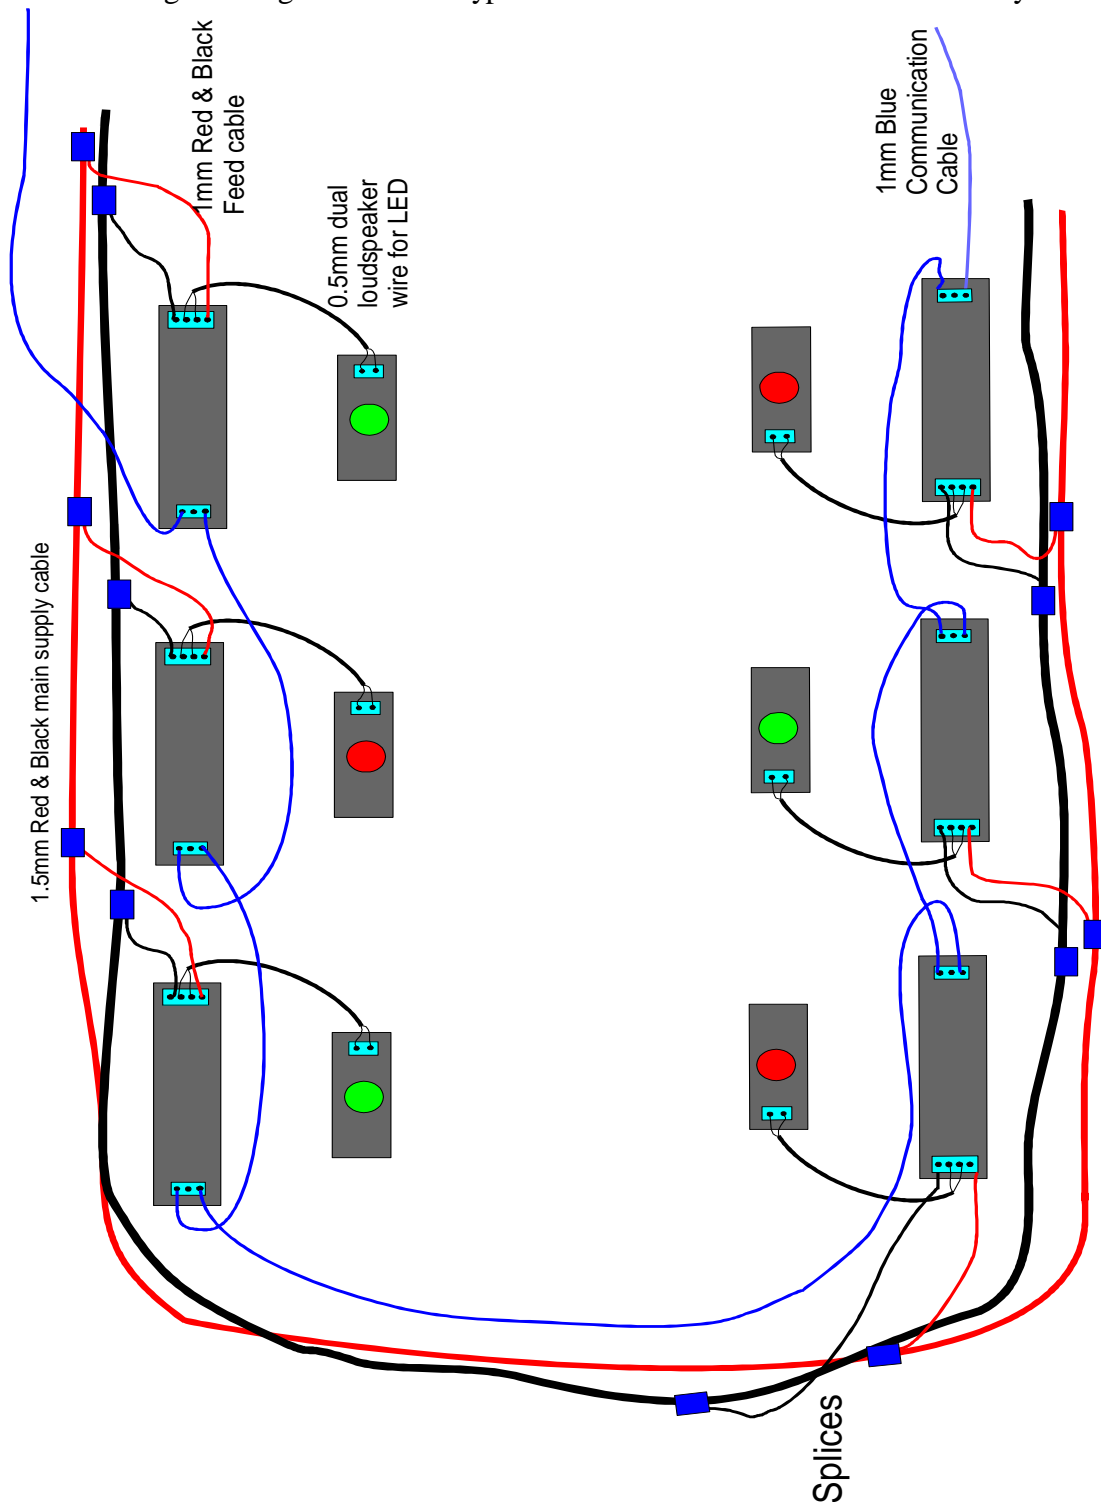 1mm Red & Black
Feed cable
0.5mm dual
loudspeaker
wire for LED
1mm Blue
Communication
Cable
1.5mm Red & Black main supply cable
Splices